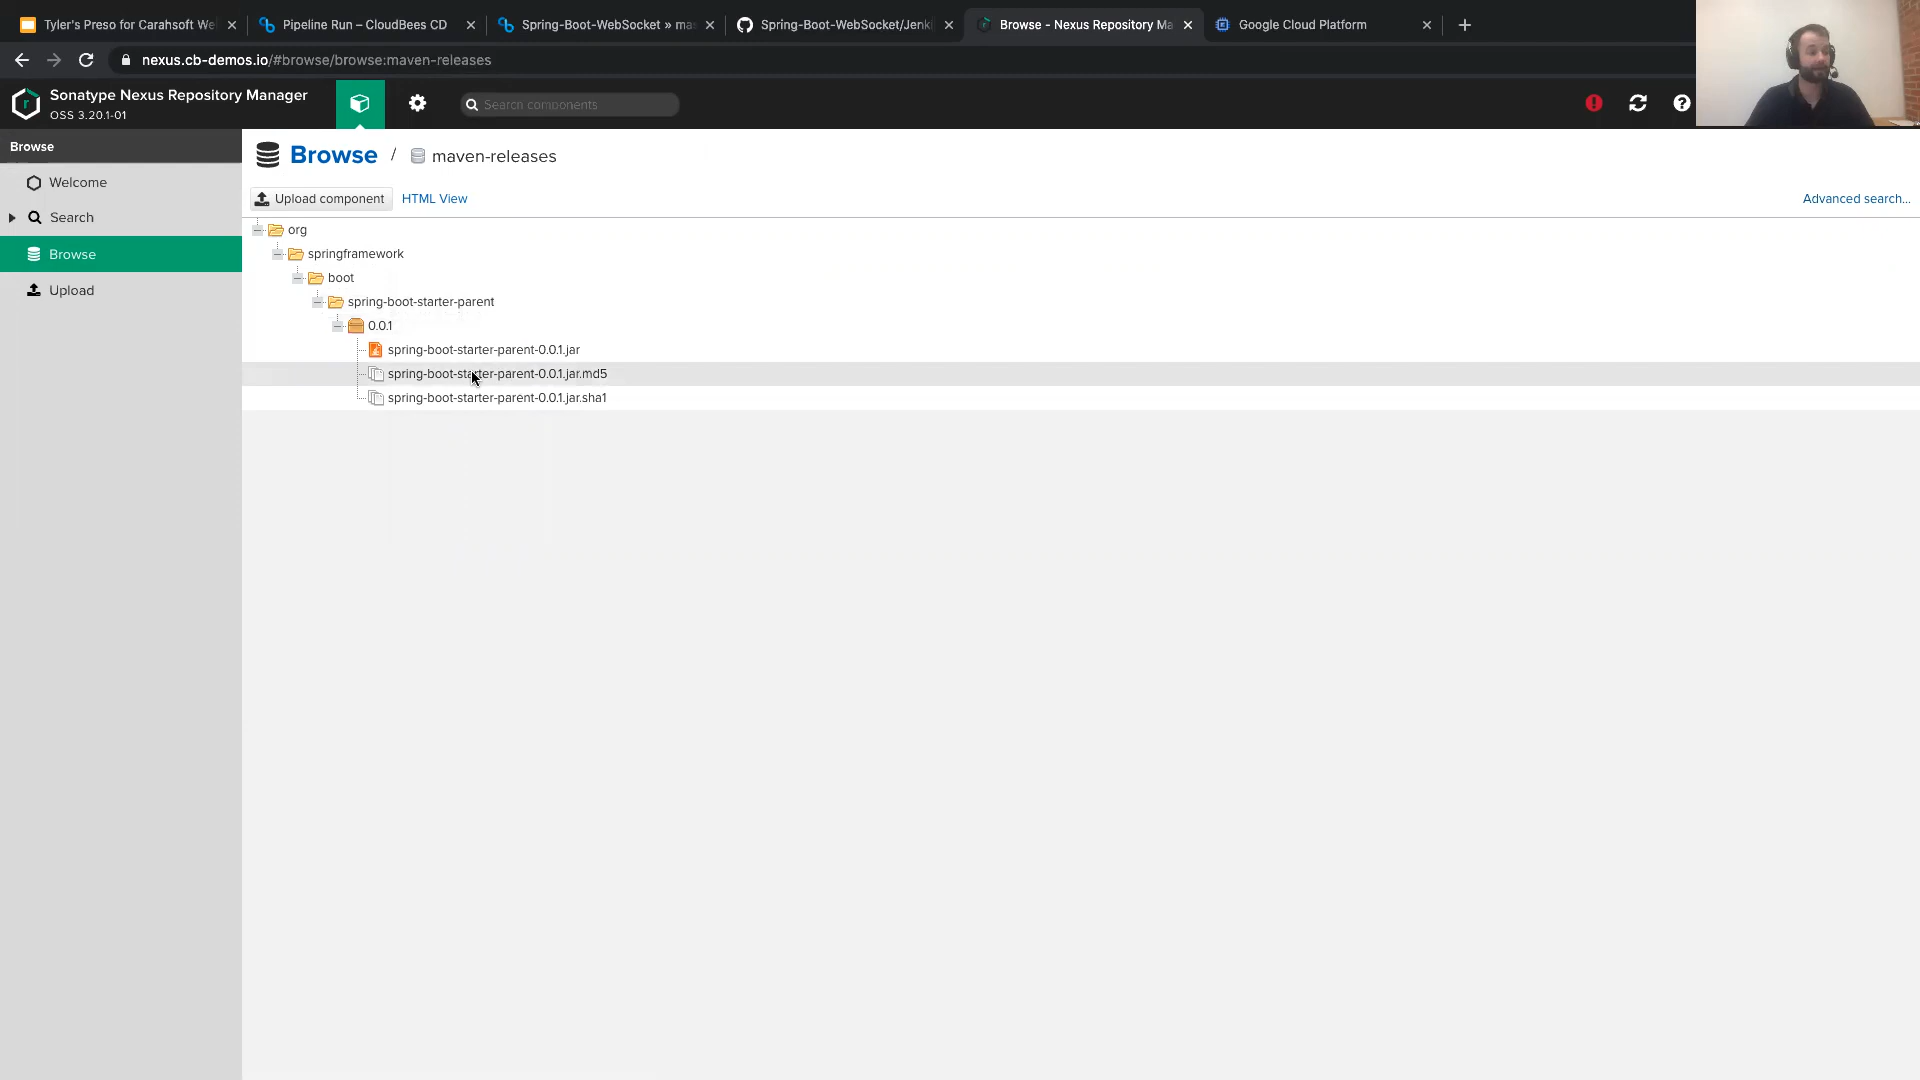 Tyler's Preso for Carahsoft We
Pipeline Run – CloudBees CD
Spring-Boot-WebSocket » ma
Spring-Boot-WebSocket/Jenki
Browse - Nexus Repository Ma
Google Cloud Platform
nexus.cb-demos.io/#browse/browse:maven-releases
Sonatype Nexus Repository Manager
OSS 3.20.1-01
Search components
Browse
Welcome
Search
Browse
Upload
Browse / maven-releases
Upload component
HTML View
Advanced search...
org
springframework
boot
spring-boot-starter-parent
0.0.1
spring-boot-starter-parent-0.0.1.jar
spring-boot-starter-parent-0.0.1.jar.md5
spring-boot-starter-parent-0.0.1.jar.sha1